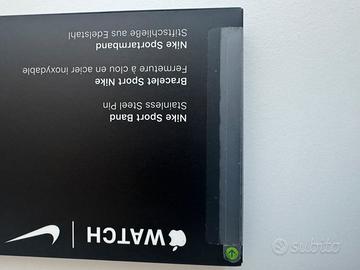 WATCH
Nike Sport Band
Stainless Steel Pin
Bracelet Sport Nike
Fermeture à clou en acier inoxydable
Nike Sportarmband
Stiftschließe aus Edelstahl
subito